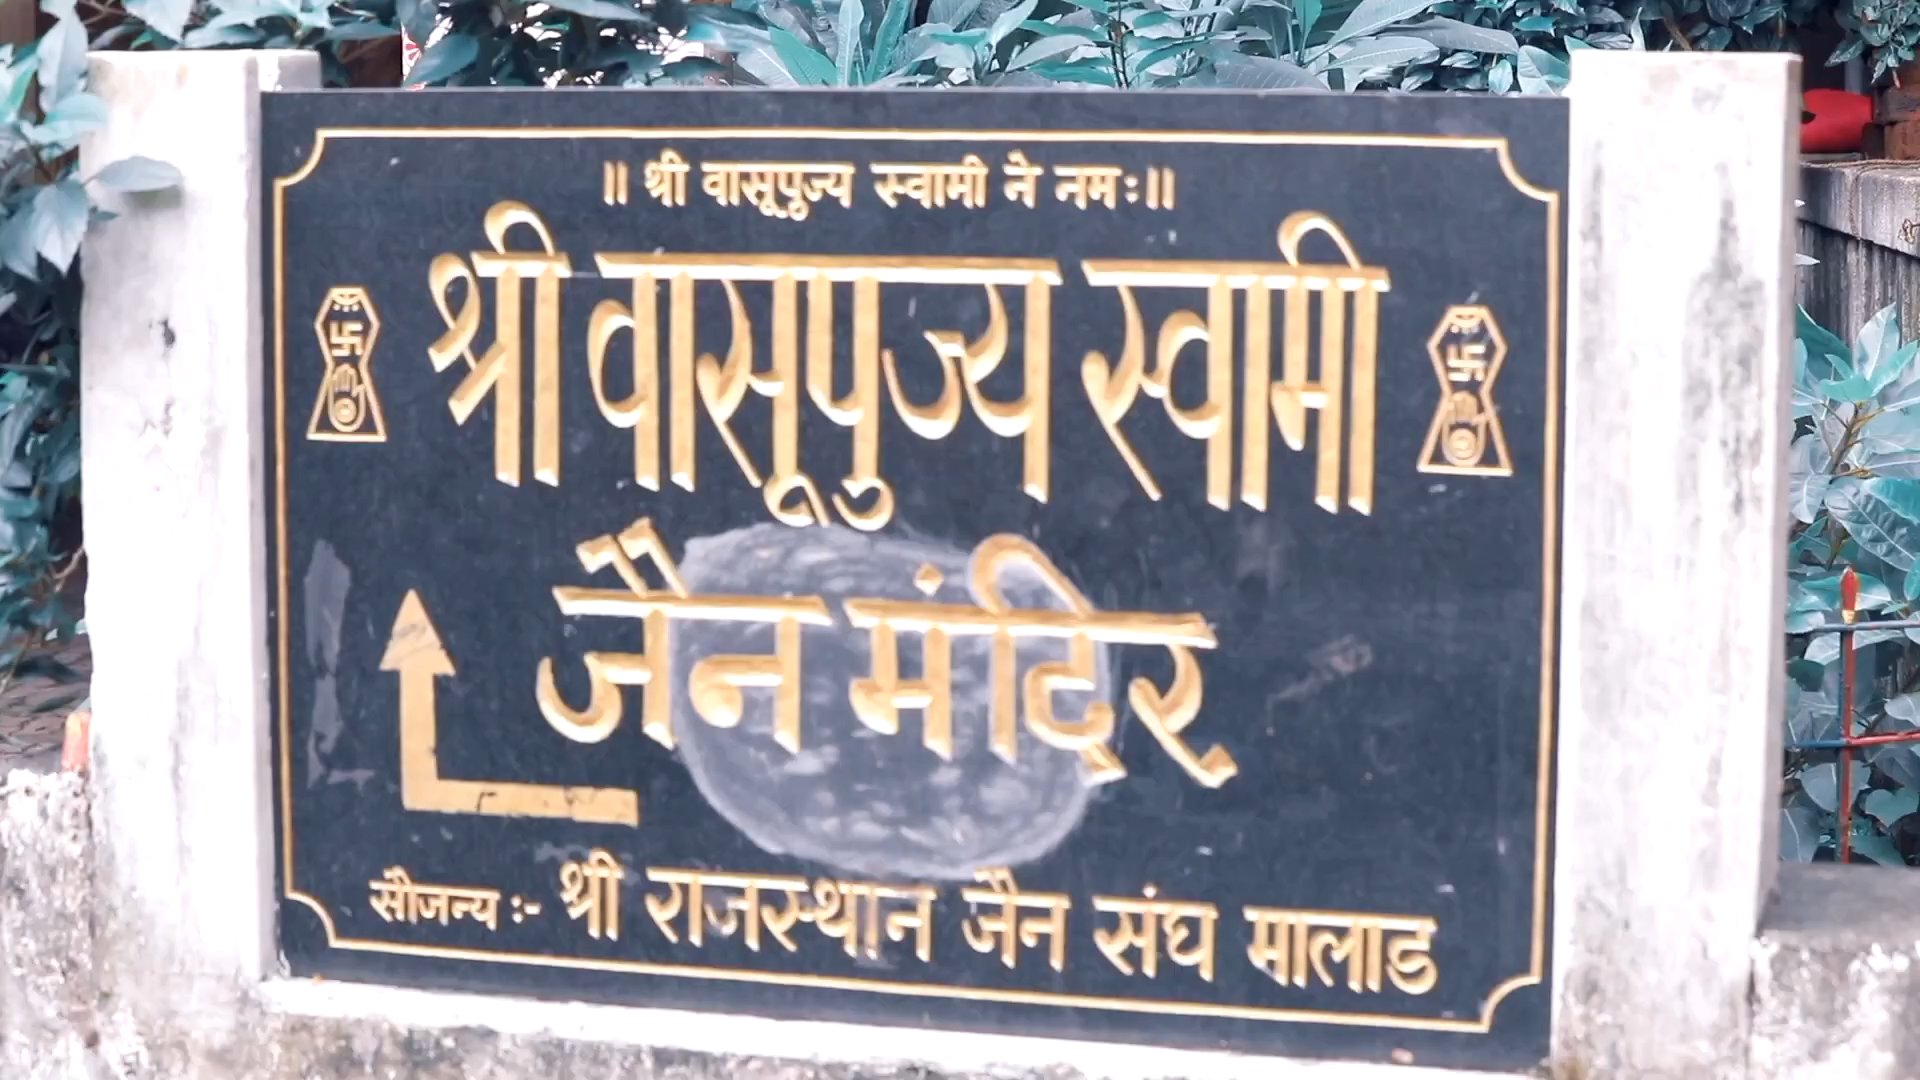 ॥ श्री वासूपुज्य स्वामी ने नमः॥
श्री वासूपुज्य स्वामी
जैन मंदिर
सौजन्य :- श्री राजस्थान जैन संघ मालाड